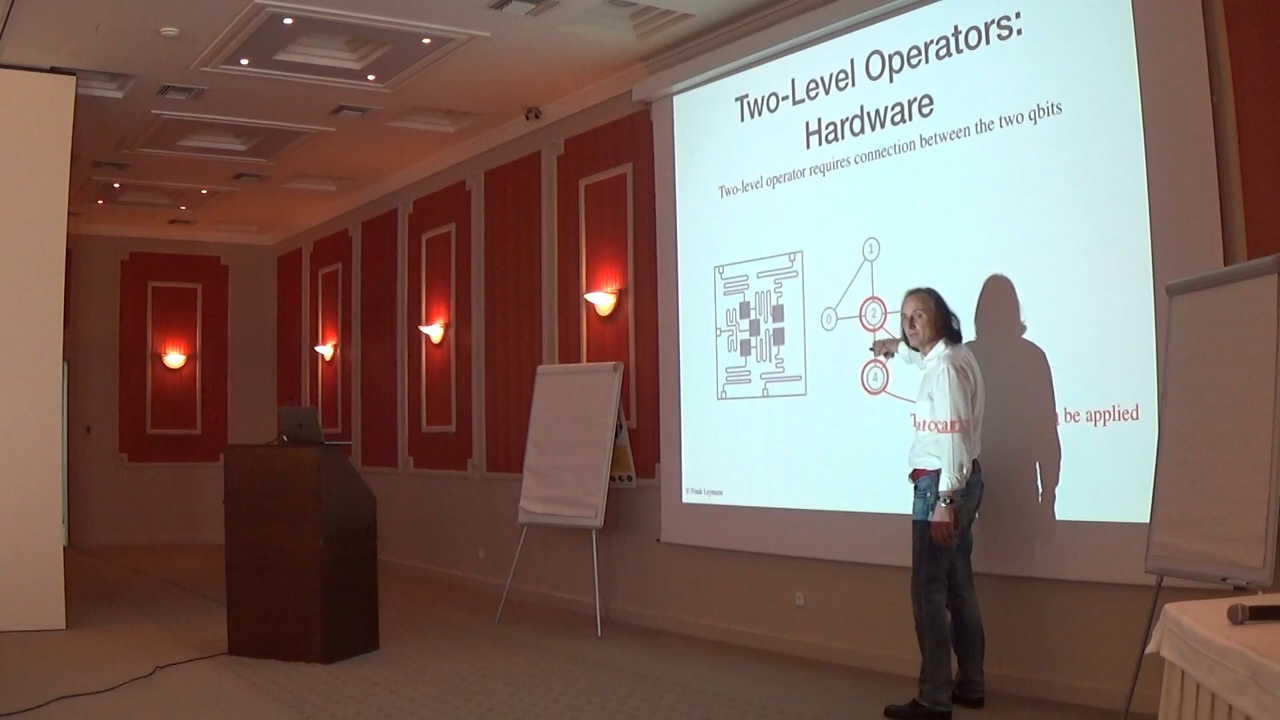 Two-Level Operators:
Hardware
Two-level operator requires connection between the two qbits
1
0
2
4
be applied
© Frank Leymann